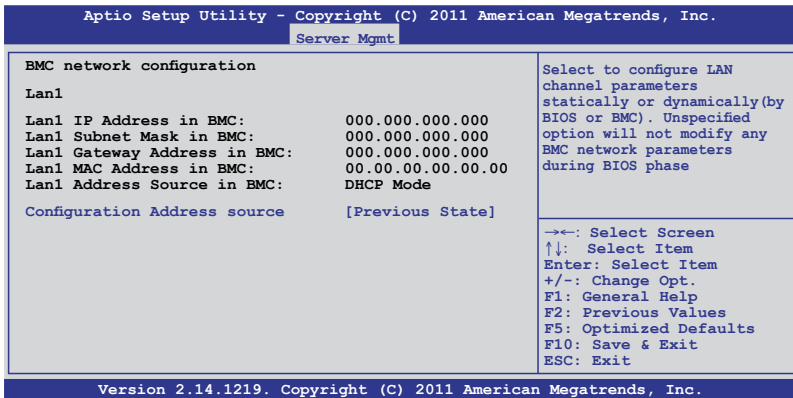 Aptio Setup Utility - Copyright (C) 2011 American Megatrends, Inc.
Server Mgmt
BMC network configuration
Lan1
Lan1 IP Address in BMC: 000.000.000.000
Lan1 Subnet Mask in BMC: 000.000.000.000
Lan1 Gateway Address in BMC: 000.000.000.000
Lan1 MAC Address in BMC: 00.00.00.00.00.00
Lan1 Address Source in BMC: DHCP Mode
Configuration Address source [Previous State]
Select to configure LAN
channel parameters
statically or dynamically(by
BIOS or BMC). Unspecified
option will not modify any
BMC network parameters
during BIOS phase
→←: Select Screen
↑↓: Select Item
Enter: Select Item
+/-: Change Opt.
F1: General Help
F2: Previous Values
F5: Optimized Defaults
F10: Save & Exit
ESC: Exit
Version 2.14.1219. Copyright (C) 2011 American Megatrends, Inc.